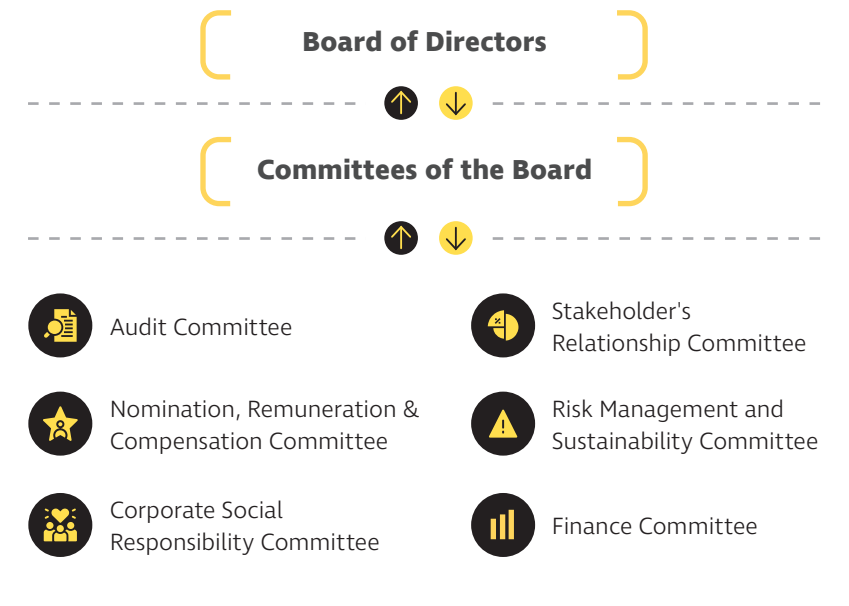 Board of Directors
Committees of the Board
Audit Committee
Stakeholder's
Relationship Committee
Nomination, Remuneration &
Compensation Committee
Risk Management and
Sustainability Committee
Corporate Social
Responsibility Committee
Finance Committee